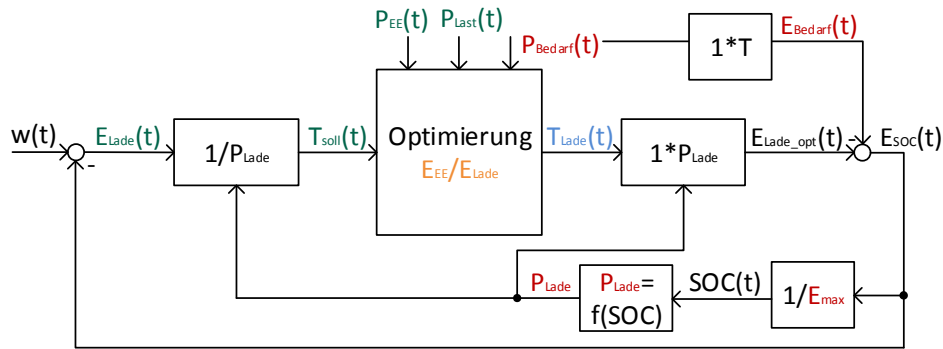 P_EE(t) P_Last(t) E_Bedarf(t)
P_Bedarf(t) 1*T
w(t) E_Lade(t) 1/P_Lade T_soll(t) Optimierung T_Lade(t) 1*P_Lade E_Lade_opt(t) - E_SOC(t)
-
E_EE/E_Lade
P_Lade P_Lade= SOC(t) 1/E_max
f(SOC)